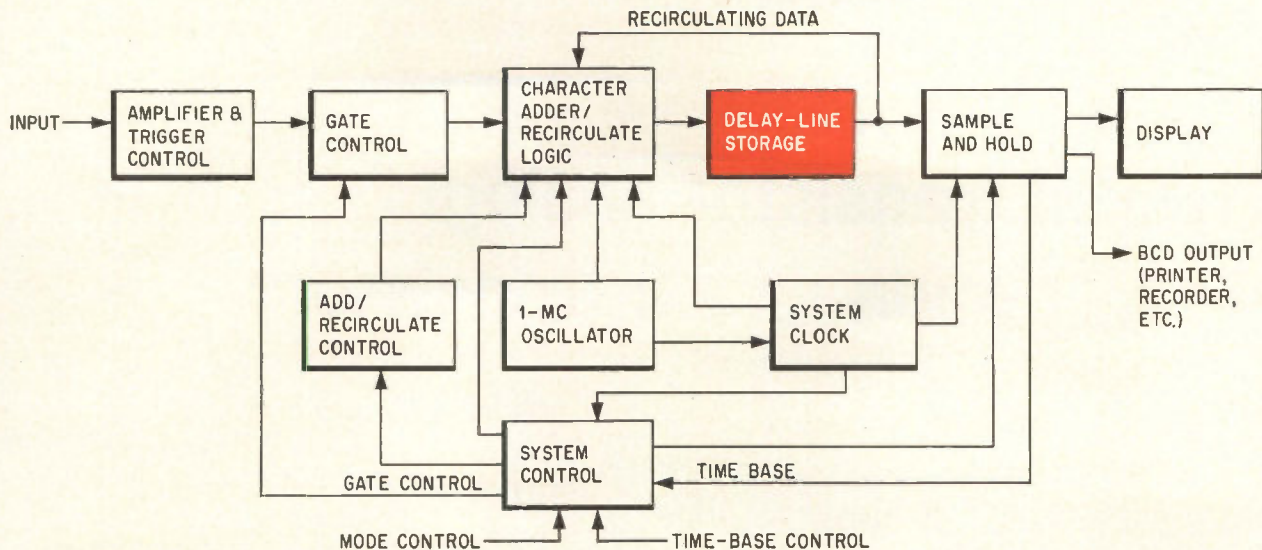 RECIRCULATING DATA
INPUT
AMPLIFIER &
TRIGGER
CONTROL
GATE
CONTROL
CHARACTER
ADDER/
RECIRCULATE
LOGIC
DELAY-LINE
STORAGE
SAMPLE
AND HOLD
DISPLAY
BCD OUTPUT
(PRINTER,
RECORDER,
ETC.)
ADD/
RECIRCULATE
CONTROL
1-MC
OSCILLATOR
SYSTEM
CLOCK
SYSTEM
CONTROL
GATE CONTROL
TIME BASE
MODE CONTROL
TIME-BASE CONTROL